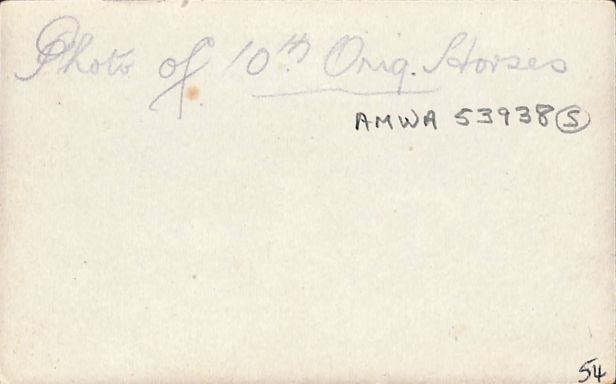 Photo of 10th Orig. Horses
AMWA 53938 S
54